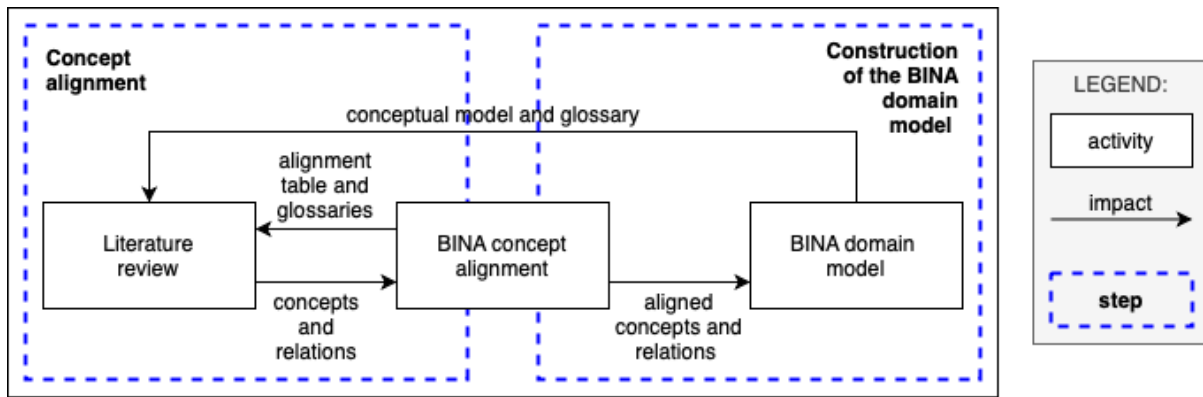 Concept
alignment
Construction
of the BINA
domain
model
conceptual model and glossary
alignment
table and
glossaries
Literature
review
BINA concept
alignment
BINA domain
model
concepts
and
relations
aligned
concepts and
relations
LEGEND:
activity
impact
step